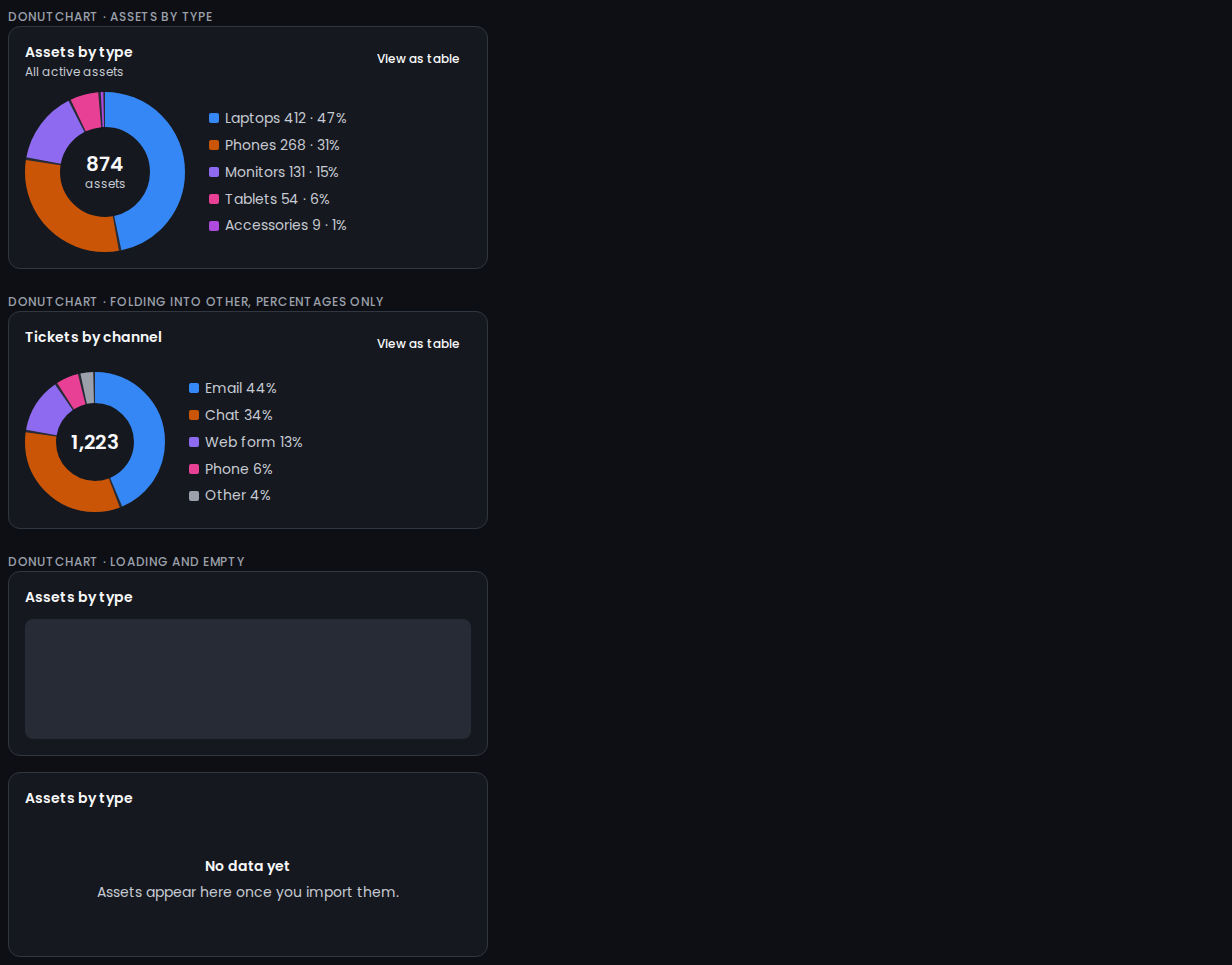 DONUTCHART · ASSETS BY TYPE
Assets by type
View as table
All active assets
874
assets
Laptops 412 · 47%
Phones 268 · 31%
Monitors 131 · 15%
Tablets 54 · 6%
Accessories 9 · 1%
DONUTCHART · FOLDING INTO OTHER, PERCENTAGES ONLY
Tickets by channel
View as table
1,223
Email 44%
Chat 34%
Web form 13%
Phone 6%
Other 4%
DONUTCHART · LOADING AND EMPTY
Assets by type
Assets by type
No data yet
Assets appear here once you import them.